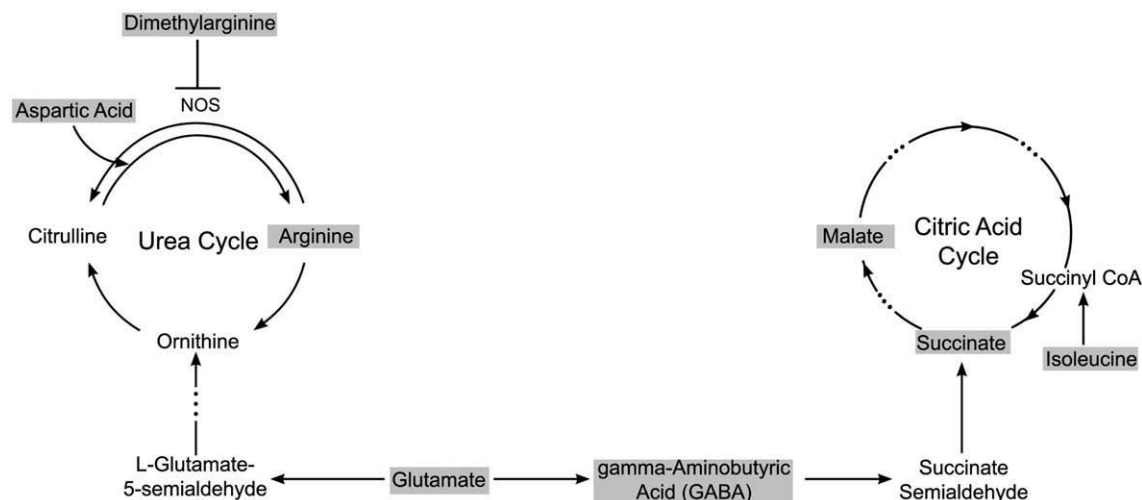 Dimethylarginine
NOS
Aspartic Acid
Citrulline
Urea Cycle
Arginine
Ornithine
L-Glutamate-
5-semialdehyde
Glutamate
gamma-Aminobutyric
Acid (GABA)
Succinate
Semialdehyde
Malate
Citric Acid
Cycle
Succinyl CoA
Succinate
Isoleucine